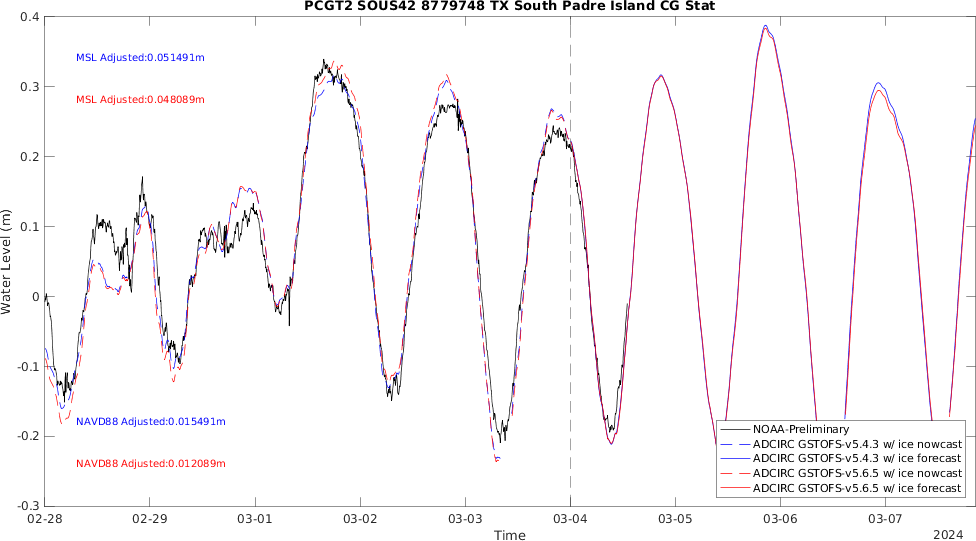 PCGT2 SOUS42 8779748 TX South Padre Island CG Stat
0.4
0.3
0.2
0.1
0
-0.1
-0.2
-0.3
Water Level (m)
MSL Adjusted:0.051491m
MSL Adjusted:0.048089m
NAVD88 Adjusted:0.015491m
NAVD88 Adjusted:0.012089m
NOAA-Preliminary
ADCIRC GSTOFS-v5.4.3 w/ ice nowcast
ADCIRC GSTOFS-v5.4.3 w/ ice forecast
ADCIRC GSTOFS-v5.6.5 w/ ice nowcast
ADCIRC GSTOFS-v5.6.5 w/ ice forecast
02-28 02-29 03-01 03-02 03-03 03-04 03-05 03-06 03-07
Time
2024